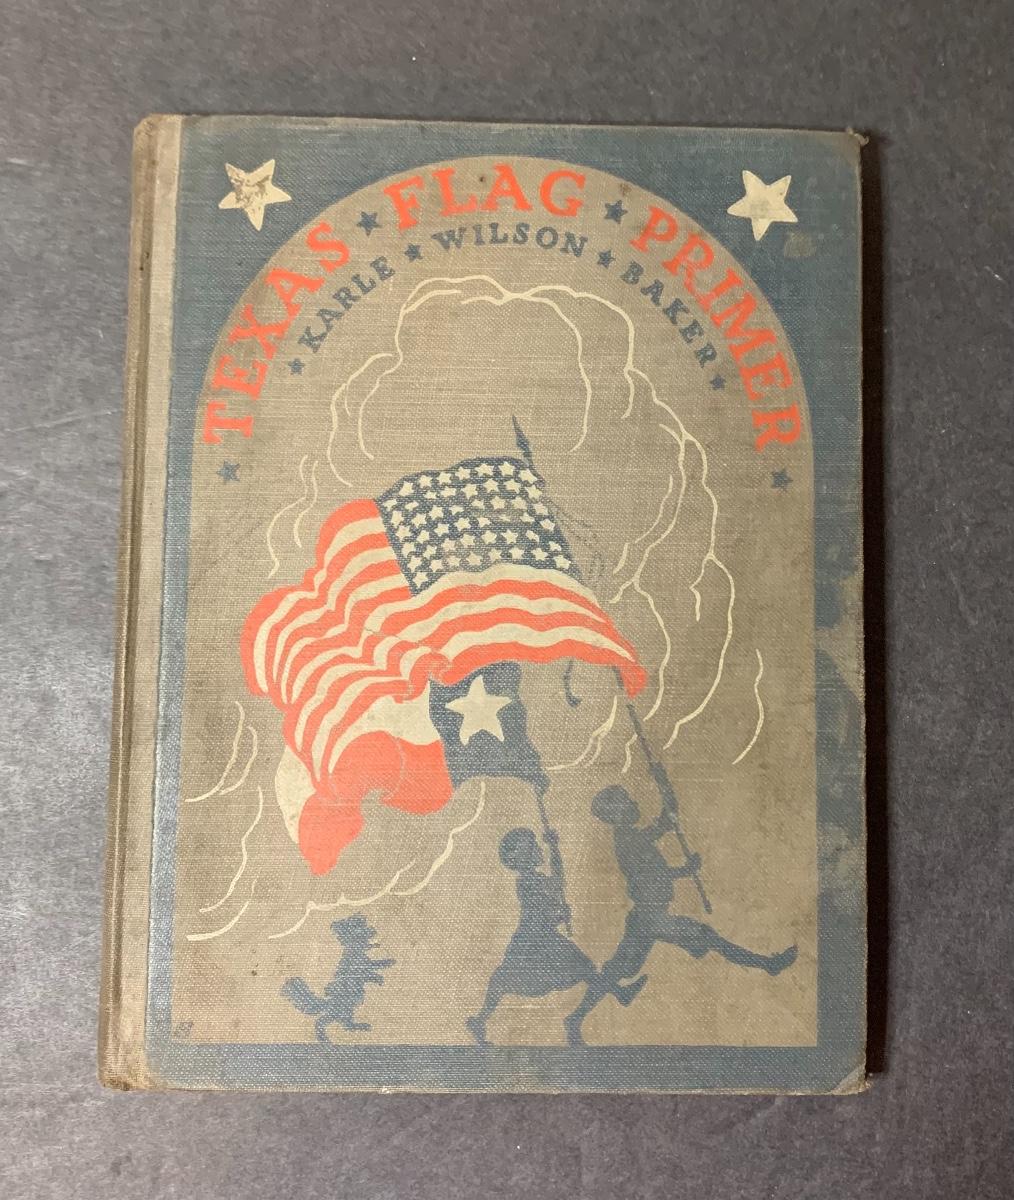 TEXAS ★ FLAG ★ PRIMER
★ KARLE ★ WILSON ★ BAKER ★